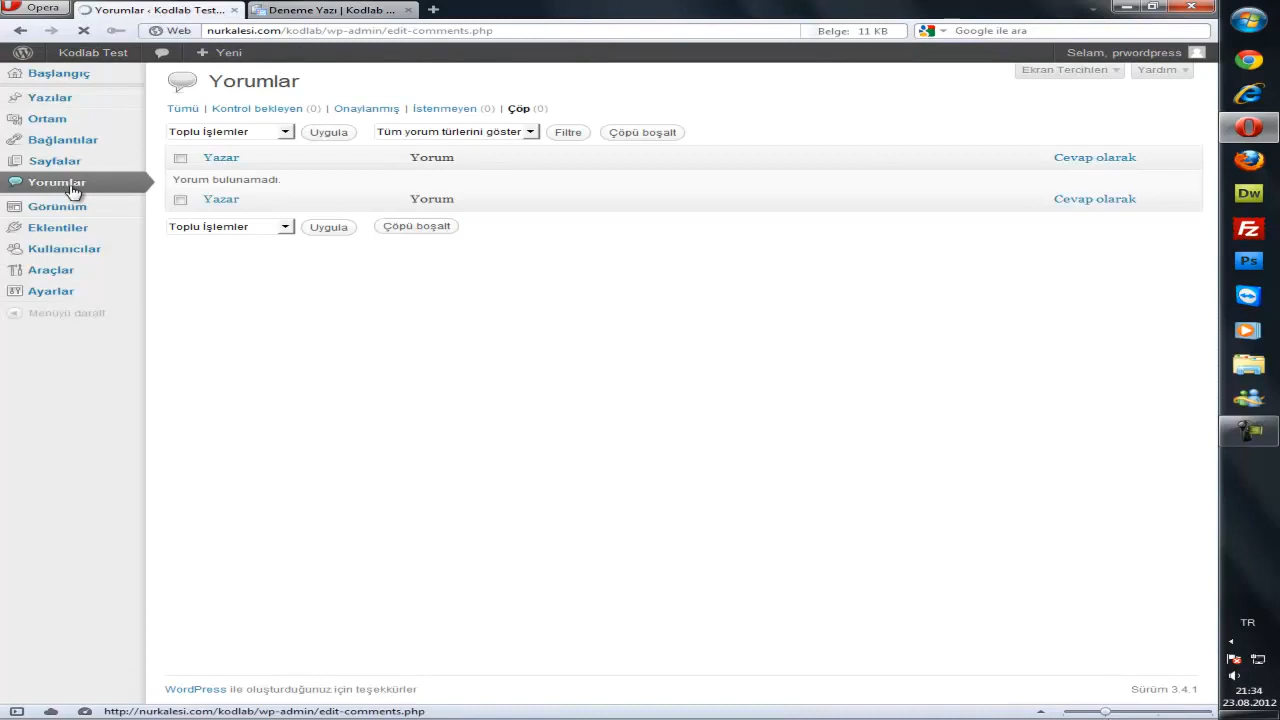 Opera
Yorumlar ‹ Kodlab Test...
Deneme Yazı | Kodlab ...
Web
nurkalesi.com/kodlab/wp-admin/edit-comments.php
Belge: 11 KB
Google ile ara
Kodlab Test
Yeni
Selam, prwordpress
Başlangıç
Yazılar
Ortam
Bağlantılar
Sayfalar
Yorumlar
Görünüm
Eklentiler
Kullanıcılar
Araçlar
Ayarlar
Menüyü daralt
Ekran Tercihleri
Yardım
Yorumlar
Tümü | Kontrol bekleyen (0) | Onaylanmış | İstenmeyen (0) | Çöp (0)
Toplu İşlemler
Uygula
Tüm yorum türlerini göster
Filtre
Çöpü boşalt
Yazar
Yorum
Cevap olarak
Yorum bulunamadı.
Yazar
Yorum
Cevap olarak
Toplu İşlemler
Uygula
Çöpü boşalt
WordPress ile oluşturduğunuz için teşekkürler
Sürüm 3.4.1
http://nurkalesi.com/kodlab/wp-admin/edit-comments.php
Dw
Fz
Ps
TR
21:34
23.08.2012